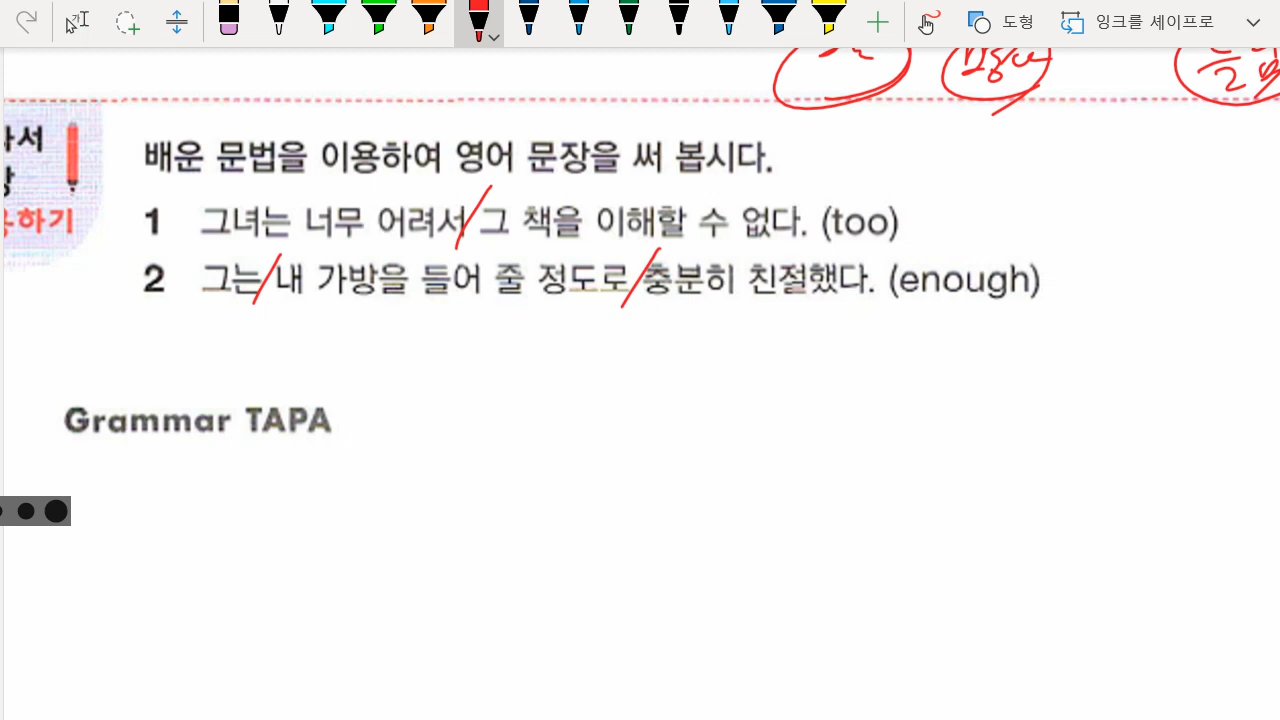 도형
잉크를 셰이프로
배운 문법을 이용하여 영어 문장을 써 봅시다.
1 그녀는 너무 어려서 그 책을 이해할 수 없다. (too)
2 그는 내 가방을 들어 줄 정도로 충분히 친절했다. (enough)
Grammar TAPA